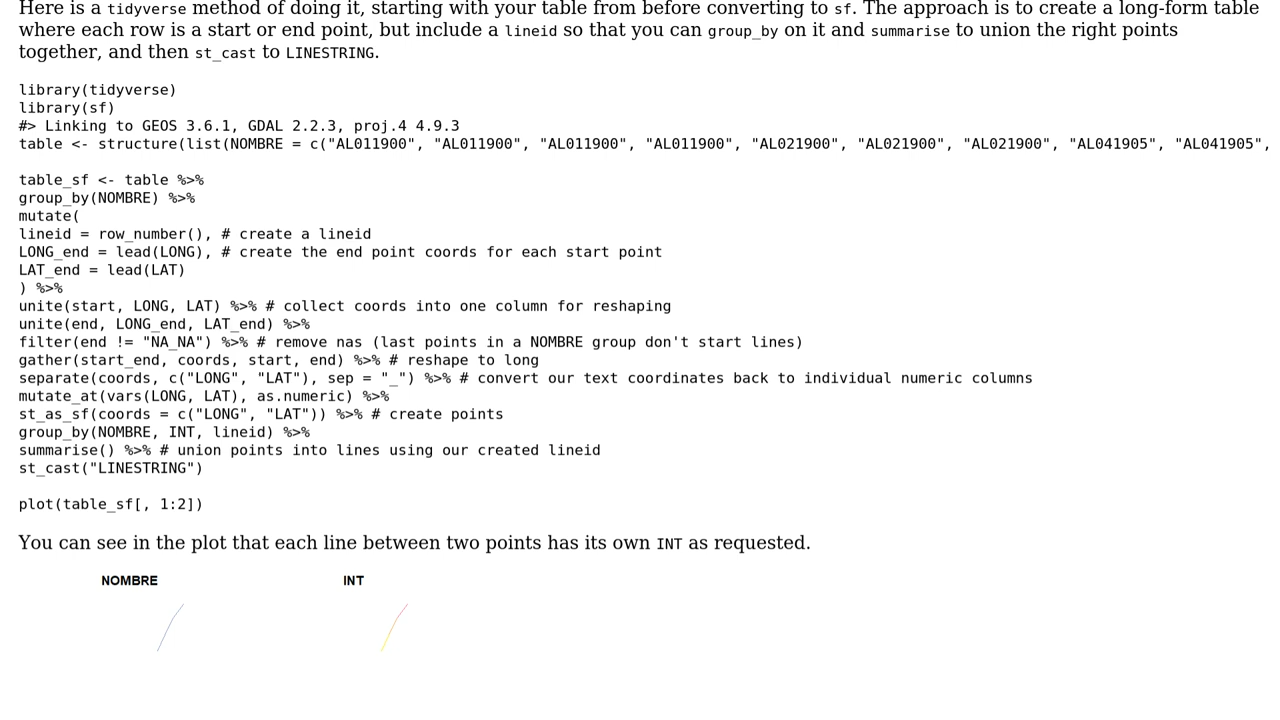 Here is a tidyverse method of doing it, starting with your table from before converting to sf. The approach is to create a long-form table
where each row is a start or end point, but include a lineid so that you can group_by on it and summarise to union the right points
together, and then st_cast to LINESTRING.
library(tidyverse)
library(sf)
#> Linking to GEOS 3.6.1, GDAL 2.2.3, proj.4 4.9.3
table <- structure(list(NOMBRE = c("AL011900", "AL011900", "AL011900", "AL011900", "AL021900", "AL021900", "AL021900", "AL041905", "AL041905",
table_sf <- table %>%
group_by(NOMBRE) %>%
mutate(
lineid = row_number(), # create a lineid
LONG_end = lead(LONG), # create the end point coords for each start point
LAT_end = lead(LAT)
) %>%
unite(start, LONG, LAT) %>% # collect coords into one column for reshaping
unite(end, LONG_end, LAT_end) %>%
filter(end != "NA_NA") %>% # remove nas (last points in a NOMBRE group don't start lines)
gather(start_end, coords, start, end) %>% # reshape to long
separate(coords, c("LONG", "LAT"), sep = "_") %>% # convert our text coordinates back to individual numeric columns
mutate_at(vars(LONG, LAT), as.numeric) %>%
st_as_sf(coords = c("LONG", "LAT")) %>% # create points
group_by(NOMBRE, INT, lineid) %>%
summarise() %>% # union points into lines using our created lineid
st_cast("LINESTRING")
plot(table_sf[, 1:2])
You can see in the plot that each line between two points has its own INT as requested.
NOMBRE INT